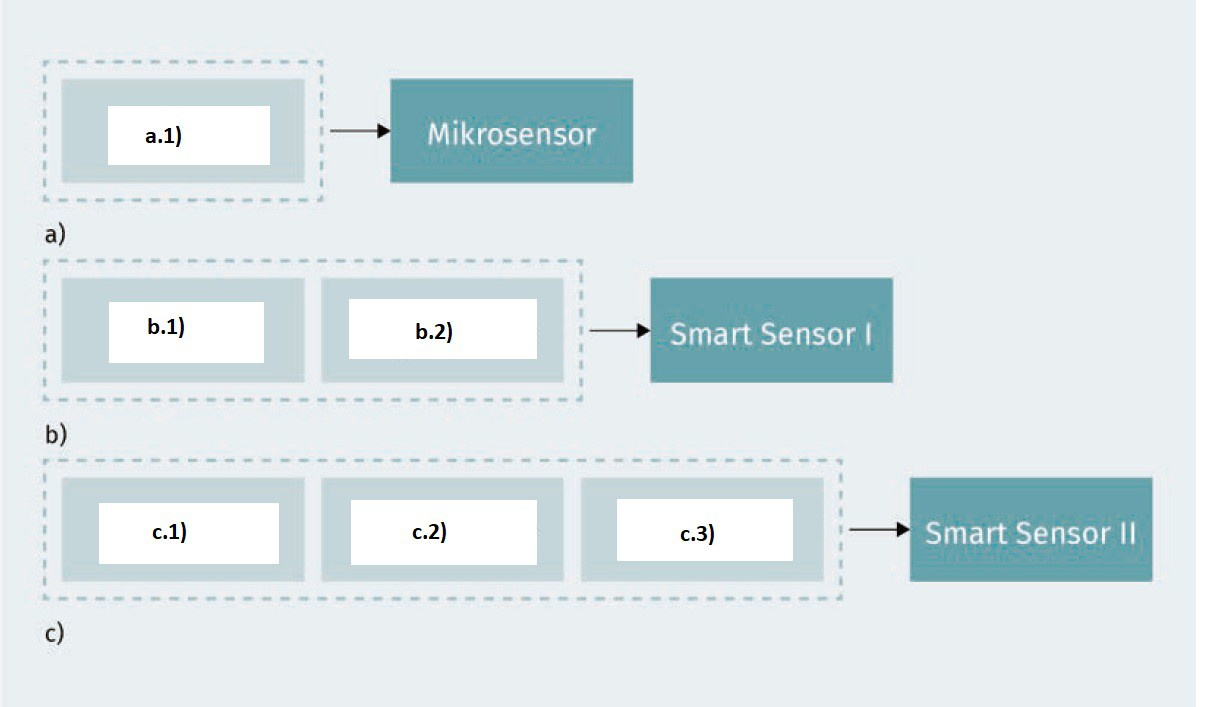 a.1)
Mikrosensor
a)
b.1)
b.2)
Smart Sensor I
b)
c.1)
c.2)
c.3)
Smart Sensor II
c)